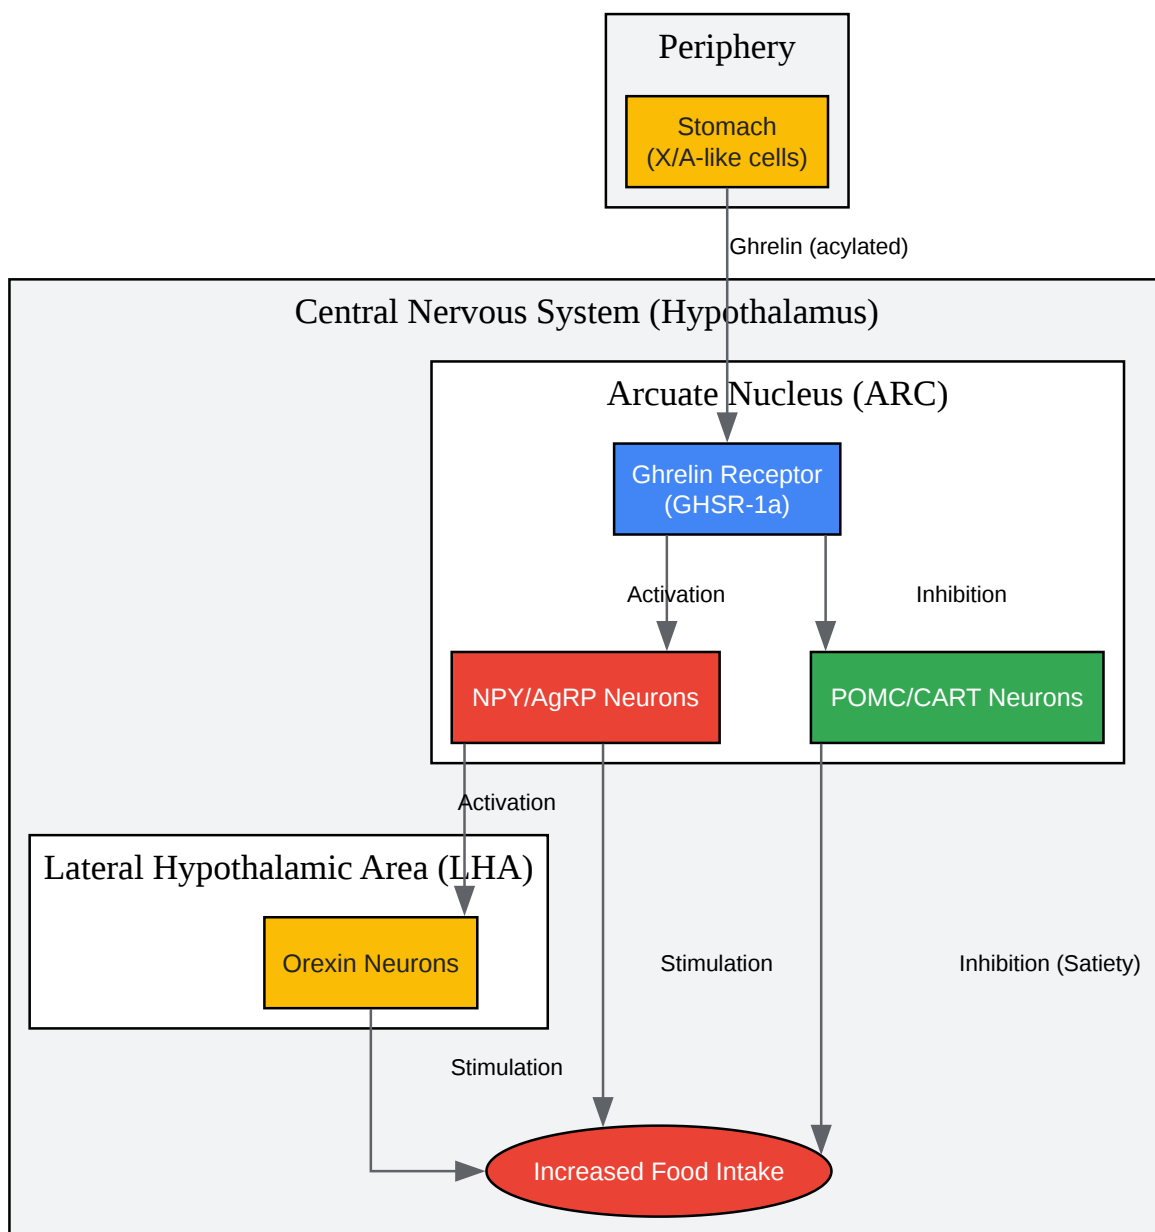 Periphery
Stomach
(X/A-like cells)
Ghrelin (acylated)
Central Nervous System (Hypothalamus)
Arcuate Nucleus (ARC)
Ghrelin Receptor
(GHSR-1a)
Activation
Inhibition
NPY/AgRP Neurons
POMC/CART Neurons
Activation
Lateral Hypothalamic Area (LHA)
Orexin Neurons
Stimulation
Inhibition (Satiety)
Stimulation
Increased Food Intake